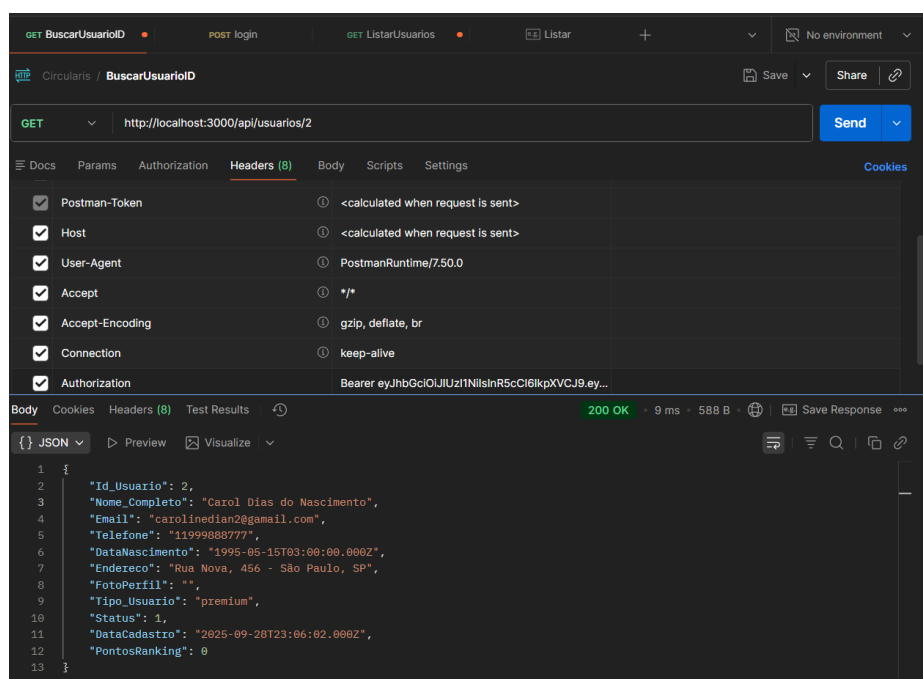 GET BuscarUsuarioID
POST login
GET ListarUsuarios
e.g. Listar
No environment
HTTP Circularis / BuscarUsuarioID
Save
Share
GET
http://localhost:3000/api/usuarios/2
Send
Docs
Params
Authorization
Headers (8)
Body
Scripts
Settings
Cookies
Postman-Token <calculated when request is sent>
Host <calculated when request is sent>
User-Agent PostmanRuntime/7.50.0
Accept */*
Accept-Encoding gzip, deflate, br
Connection keep-alive
Authorization Bearer eyJhbGciOiJIUzI1NiIsInR5cCI6IkpXVCJ9.ey...
Body Cookies Headers (8) Test Results
200 OK • 9 ms • 588 B
e.g. Save Response
{} JSON
Preview
Visualize
1 {
2 "Id_Usuario": 2,
3 "Nome_Completo": "Carol Dias do Nascimento",
4 "Email": "carolinedian2@gamail.com",
5 "Telefone": "11999888777",
6 "DataNascimento": "1995-05-15T03:00:00.000Z",
7 "Endereco": "Rua Nova, 456 - São Paulo, SP",
8 "FotoPerfil": "",
9 "Tipo_Usuario": "premium",
10 "Status": 1,
11 "DataCadastro": "2025-09-28T23:06:02.000Z",
12 "PontosRanking": 0
13 }